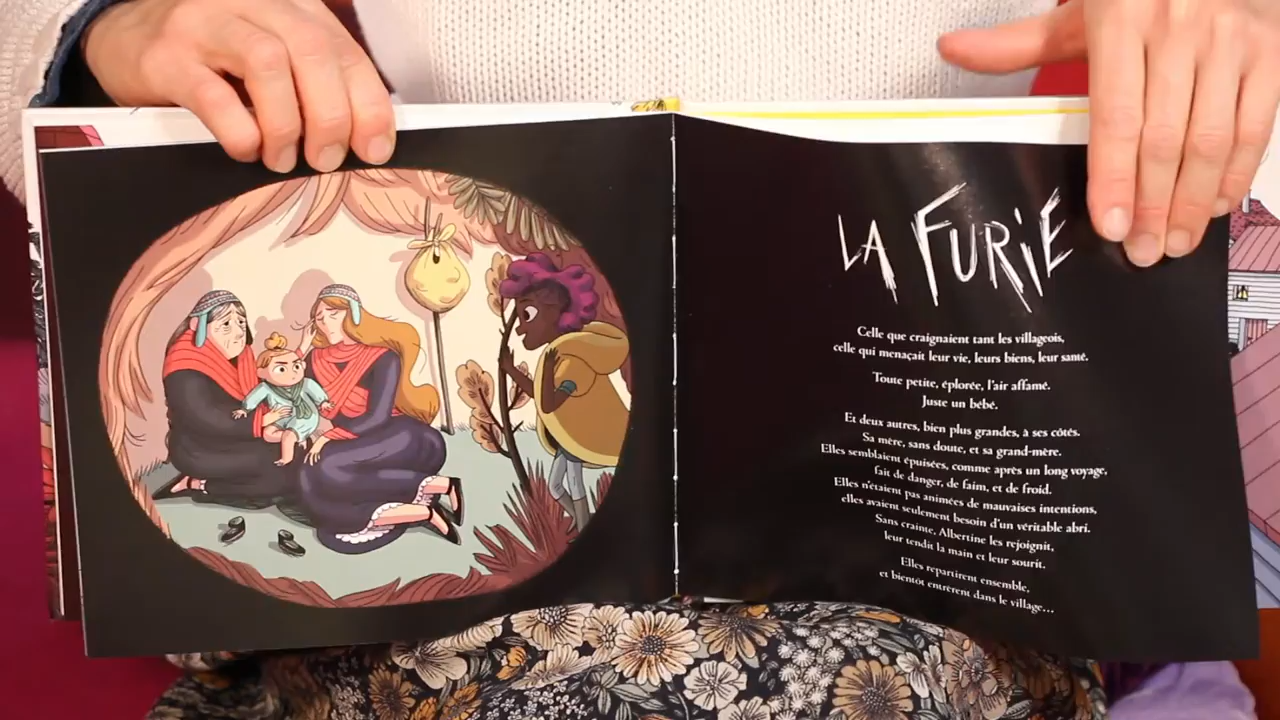 LA FURIE
Celle que craignaient tant les villageois,
celle qui menaçait leur vie, leurs biens, leur santé.
Toute petite, éplorée, l'air affamé.
Juste un bébé.
Et deux autres, bien plus grandes, à ses côtés.
Sa mère, sans doute, et sa grand-mère.
Elles semblaient épuisées, comme après un long voyage,
fait de danger, de faim, et de froid.
Elles n'étaient pas animées de mauvaises intentions,
elles avaient seulement besoin d'un véritable abri.
Sans crainte, Albertine les rejoignit,
leur tendit la main et leur sourit.
Elles repartirent ensemble,
et bientôt entrèrent dans le village...